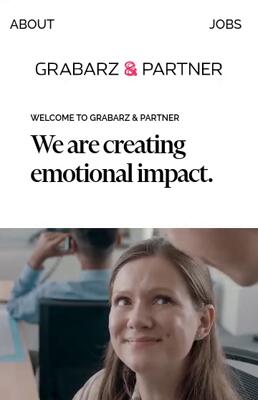 ABOUT JOBS
GRABARZ & PARTNER
WELCOME TO GRABARZ & PARTNER
We are creating
emotional impact.